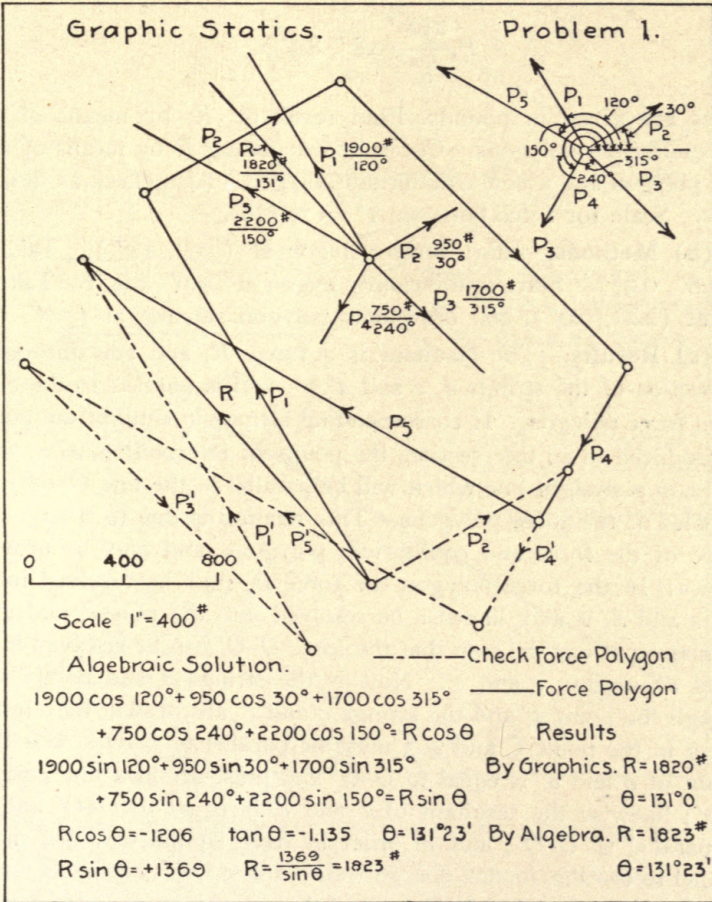 Graphic Statics. Problem 1.
P5
P1
120°
30°
P2
150°
315°
240°
P4
P3
P3
P2
R 1820# 131°
P1 1900# 120°
P3 2200# 150°
P2 950# 30°
P3 1700# 315°
P4 750# 240°
R
P1
P5
P4
P2
P4'
P3'
P1'
P5'
0 400 800
Scale 1"=400#
Algebraic Solution.
Check Force Polygon
Force Polygon
1900 cos 120°+950 cos 30°+1700 cos 315°
+750 cos 240°+2200 cos 150°=R cos θ
1900 sin 120°+950 sin 30°+1700 sin 315°
+750 sin 240°+2200 sin 150°=R sin θ
R cos θ=-1206 tan θ=-1.135 θ=131°23'
R sin θ=+1369 R=1369/sin θ=1823#
Results
By Graphics. R=1820#
θ=131°0'
By Algebra. R=1823#
θ=131°23'